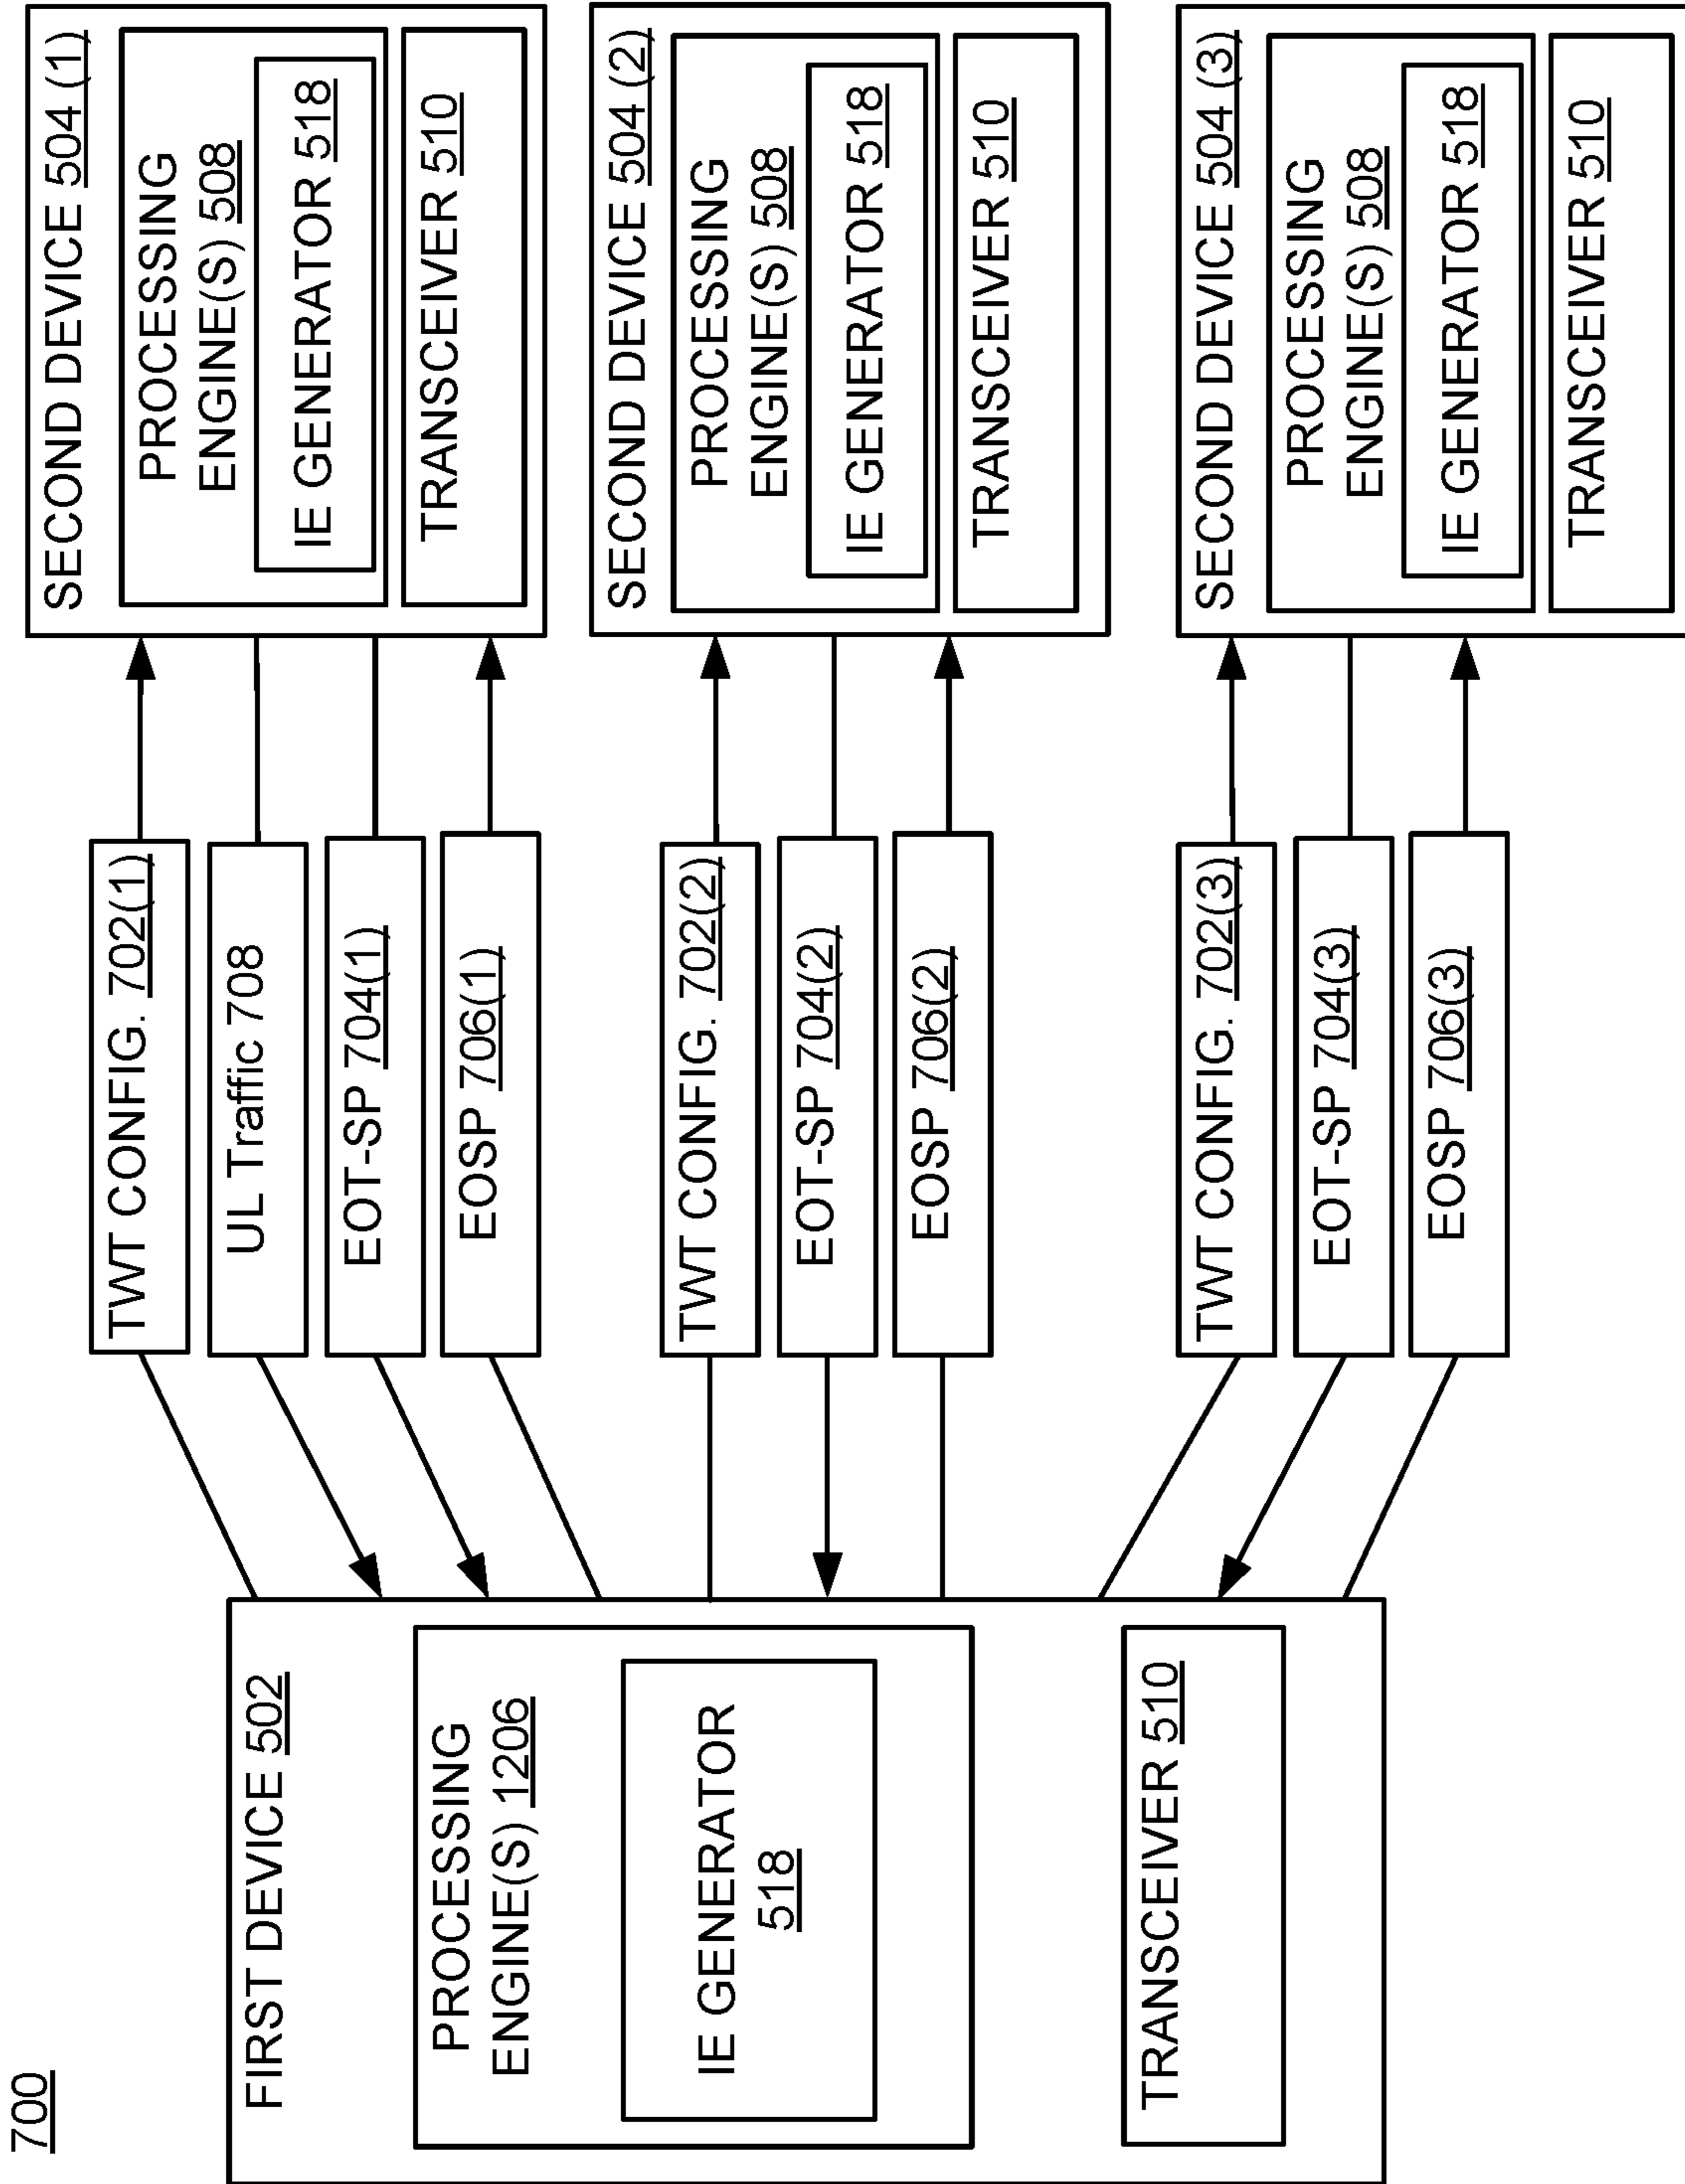 700
FIRST DEVICE 502
PROCESSING
ENGINE(S) 1206
IE GENERATOR
518
TRANSCEIVER 510
TWT CONFIG. 702(1)
UL Traffic 708
EOT-SP 704(1)
EOSP 706(1)
TWT CONFIG. 702(2)
EOT-SP 704(2)
EOSP 706(2)
TWT CONFIG. 702(3)
EOT-SP 704(3)
EOSP 706(3)
SECOND DEVICE 504 (1)
PROCESSING
ENGINE(S) 508
IE GENERATOR 518
TRANSCEIVER 510
SECOND DEVICE 504 (2)
PROCESSING
ENGINE(S) 508
IE GENERATOR 518
TRANSCEIVER 510
SECOND DEVICE 504 (3)
PROCESSING
ENGINE(S) 508
IE GENERATOR 518
TRANSCEIVER 510